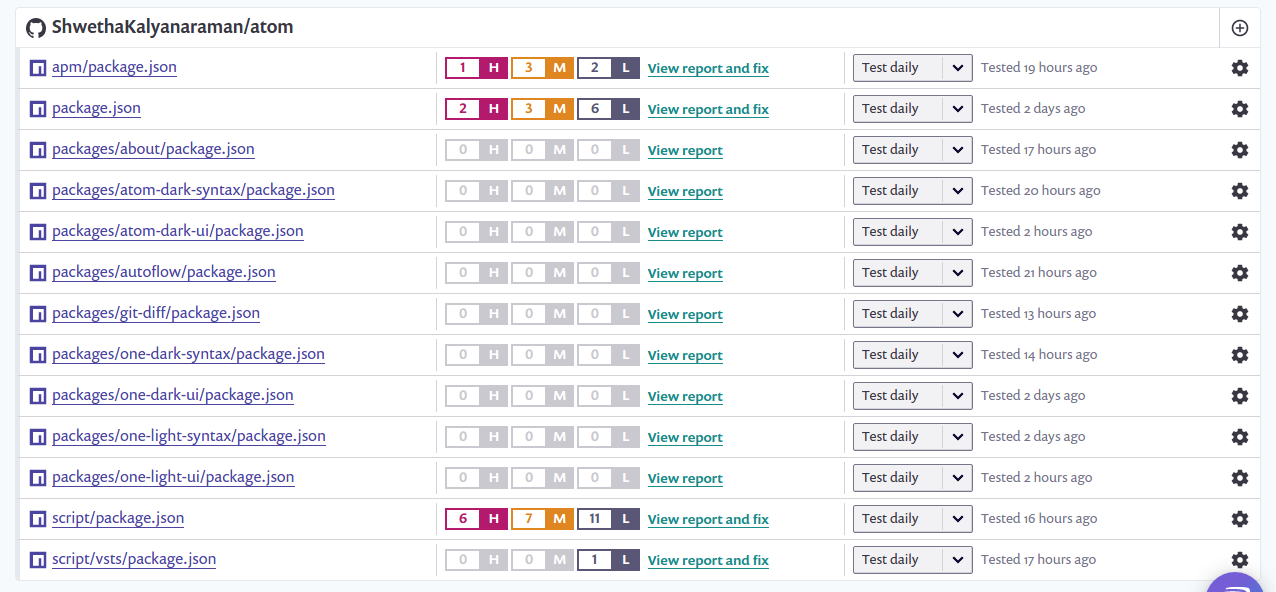 ShwethaKalyanaraman/atom
apm/package.json 1 H 3 M 2 L View report and fix Test daily Tested 19 hours ago
package.json 2 H 3 M 6 L View report and fix Test daily Tested 2 days ago
packages/about/package.json 0 H 0 M 0 L View report Test daily Tested 17 hours ago
packages/atom-dark-syntax/package.json 0 H 0 M 0 L View report Test daily Tested 20 hours ago
packages/atom-dark-ui/package.json 0 H 0 M 0 L View report Test daily Tested 2 hours ago
packages/autoflow/package.json 0 H 0 M 0 L View report Test daily Tested 21 hours ago
packages/git-diff/package.json 0 H 0 M 0 L View report Test daily Tested 13 hours ago
packages/one-dark-syntax/package.json 0 H 0 M 0 L View report Test daily Tested 14 hours ago
packages/one-dark-ui/package.json 0 H 0 M 0 L View report Test daily Tested 2 days ago
packages/one-light-syntax/package.json 0 H 0 M 0 L View report Test daily Tested 2 days ago
packages/one-light-ui/package.json 0 H 0 M 0 L View report Test daily Tested 2 hours ago
script/package.json 6 H 7 M 11 L View report and fix Test daily Tested 16 hours ago
script/vsts/package.json 0 H 0 M 1 L View report and fix Test daily Tested 17 hours ago